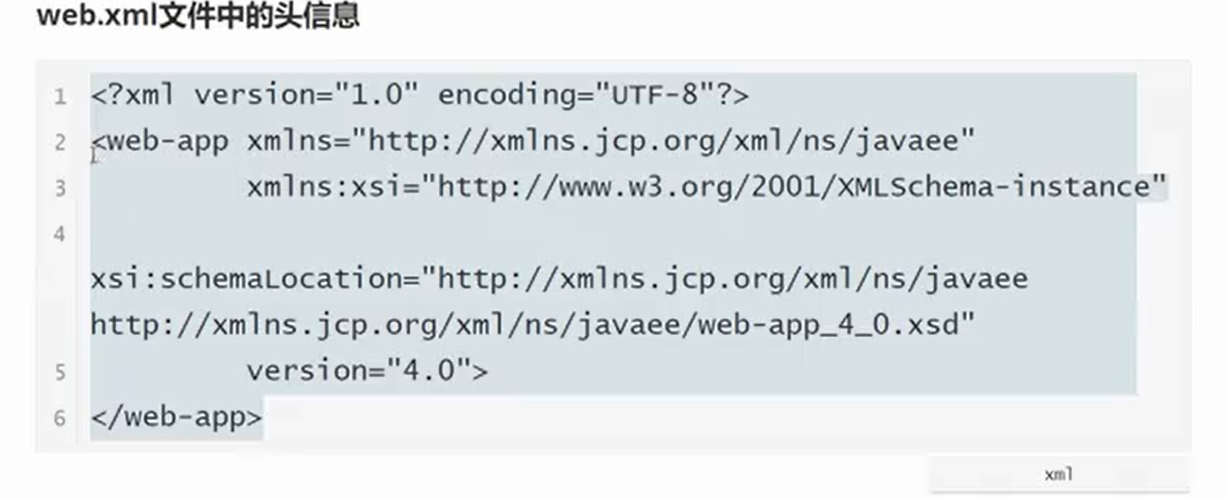 web.xml文件中的头信息
1 <?xml version="1.0" encoding="UTF-8"?>
2 <web-app xmlns="http://xmlns.jcp.org/xml/ns/javaee"
3          xmlns:xsi="http://www.w3.org/2001/XMLSchema-instance"
4
xsi:schemaLocation="http://xmlns.jcp.org/xml/ns/javaee
http://xmlns.jcp.org/xml/ns/javaee/web-app_4_0.xsd"
5          version="4.0">
6 </web-app>
xml